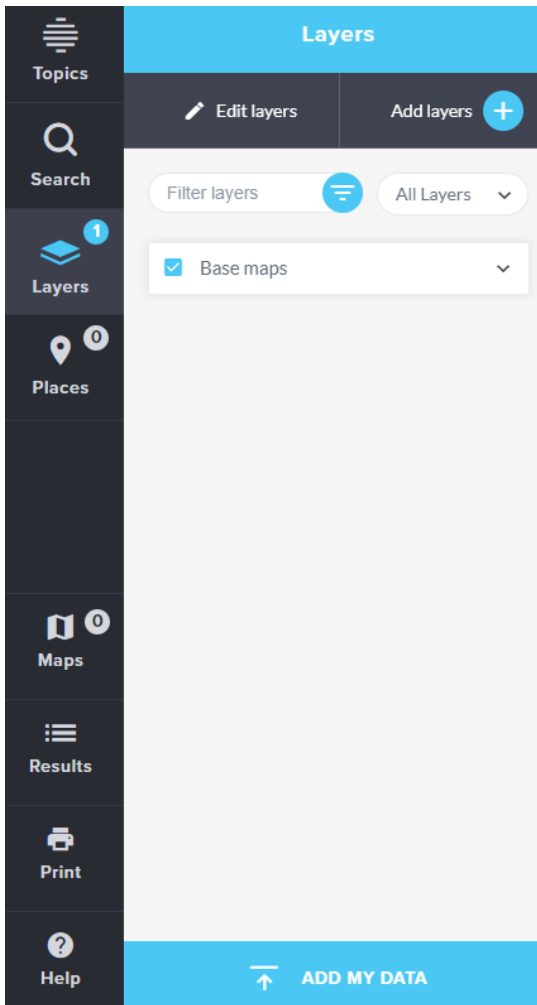 Topics
Search
1
Layers
0
Places
0
Maps
Results
Print
Help
Layers
Edit layers
Add layers
Filter layers
All Layers
Base maps
ADD MY DATA